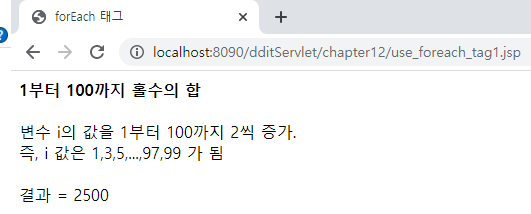 forEach 태그
localhost:8090/dditServlet/chapter12/use_foreach_tag1.jsp
1부터 100까지 홀수의 합
변수 i의 값을 1부터 100까지 2씩 증가.
즉, i 값은 1,3,5,...,97,99 가 됨
결과 = 2500